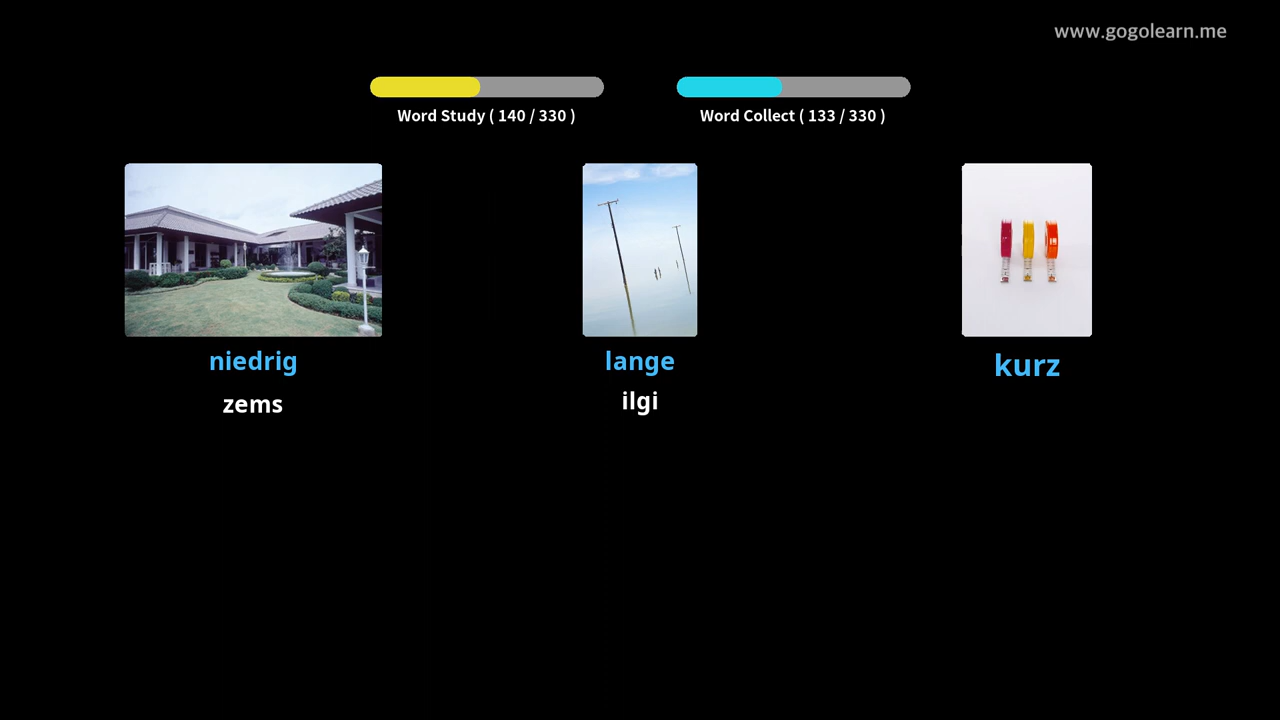 www.gogolearn.me
Word Study ( 140 / 330 )
Word Collect ( 133 / 330 )
niedrig
lange
kurz
zems
ilgi